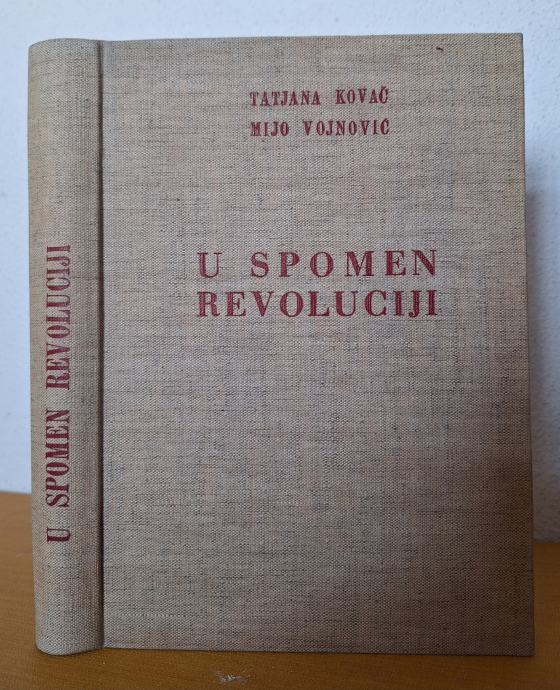 TATJANA KOVAČ
MIJO VOJNOVIĆ
U SPOMEN
REVOLUCIJI
U SPOMEN REVOLUCIJI